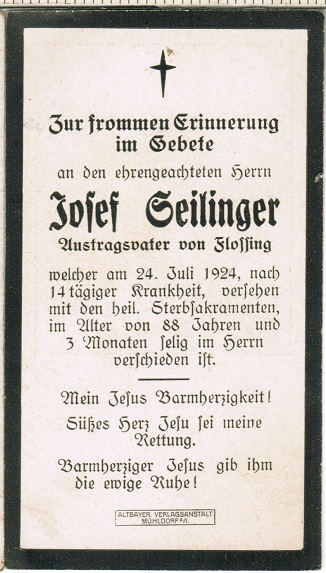 Zur frommen Erinnerung
im Gebete
an den ehrengeachteten Herrn
Josef Seilinger
Austragsvater von Flossing
welcher am 24. Juli 1924, nach
14 tägiger Krankheit, versehen
mit den heil. Sterbsakramenten,
im Alter von 88 Jahren und
3 Monaten selig im Herrn
verschieden ist.
Mein Jesus Barmherzigkeit!
Süßes Herz Jesu sei meine
Rettung.
Barmherziger Jesus gib ihm
die ewige Ruhe!
ALTBAYER. VERLAGSANSTALT
MÜHLDORF A/I.